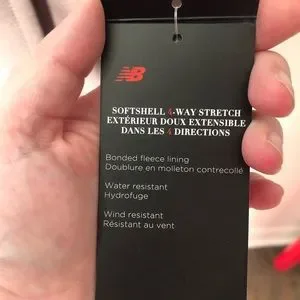 NB
SOFTSHELL 4-WAY STRETCH
EXTÉRIEUR DOUX EXTENSIBLE
DANS LES 4 DIRECTIONS
Bonded fleece lining
Doublure en molleton contrecollé
Water resistant
Hydrofuge
Wind resistant
Résistant au vent